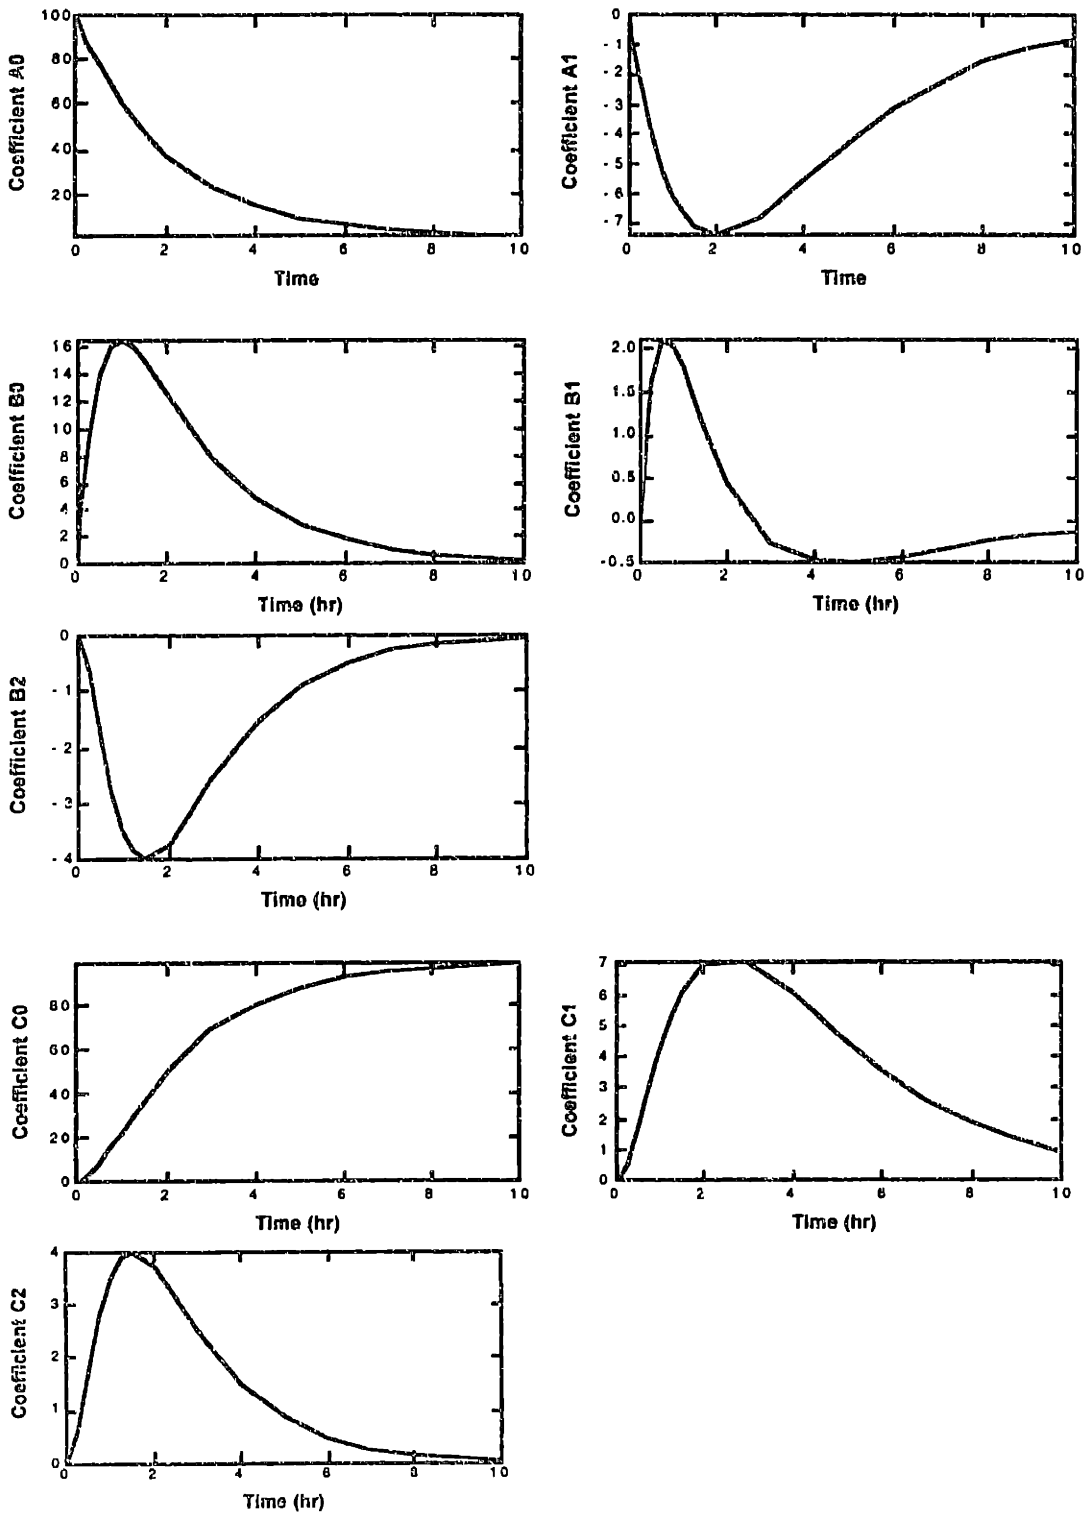 Coefficient A0
100
80
60
40
20
0 2 4 6 8 10
Time
Coefficient A1
0
-1
-2
-3
-4
-5
-6
-7
0 2 4 6 8 10
Time
Coefficient B0
16
14
12
10
8
6
4
2
0
0 2 4 6 8 10
Time (hr)
Coefficient B1
2.0
1.5
1.0
0.5
0.0
-0.5
0 2 4 6 8 10
Time (hr)
Coefficient B2
0
-1
-2
-3
-4
0 2 4 6 8 10
Time (hr)
Coefficient C0
80
60
40
20
0
0 2 4 6 8 10
Time (hr)
Coefficient C1
7
6
5
4
3
2
1
0
0 2 4 6 8 10
Time (hr)
Coefficient C2
4
3
2
1
0
0 2 4 6 8 10
Time (hr)